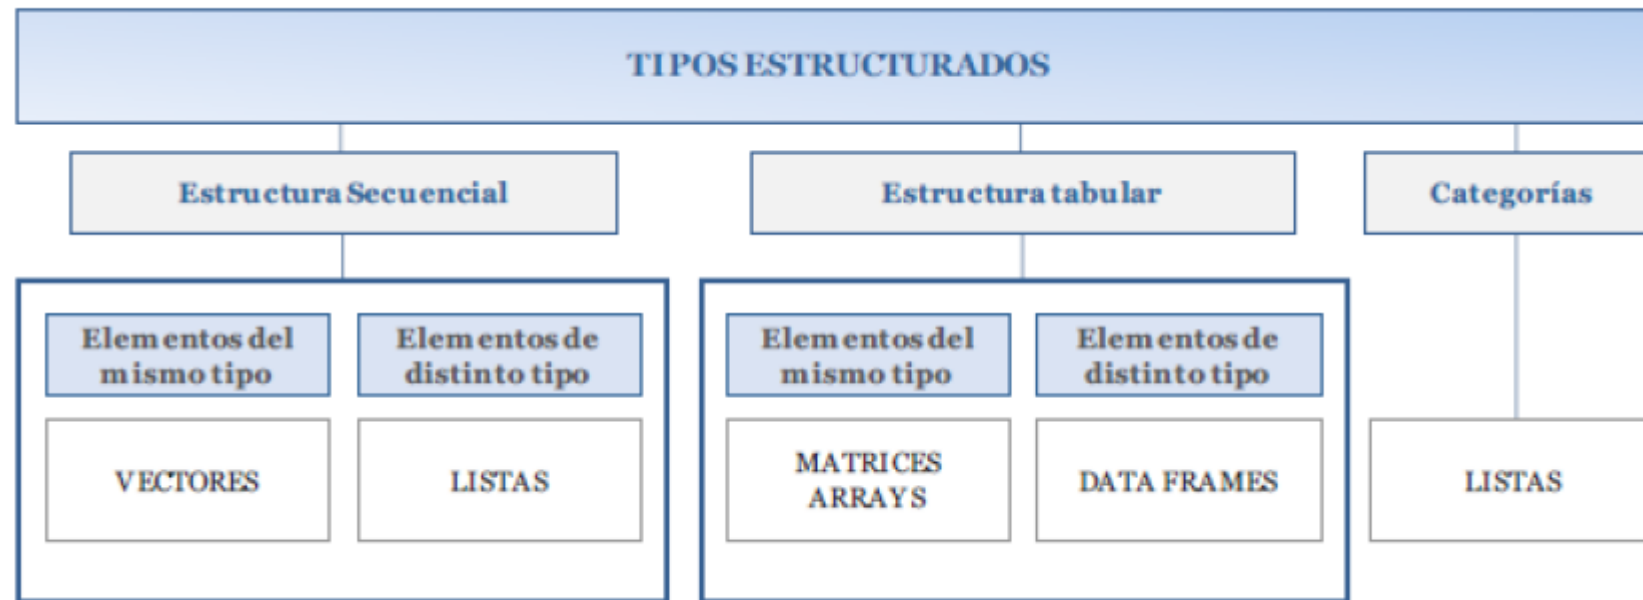 TIPOS ESTRUCTURADOS
Estructura Secuencial
Estructura tabular
Categorías
Elementos del
mismo tipo
Elementos de
distinto tipo
Elementos del
mismo tipo
Elementos de
distinto tipo
VECTORES
LISTAS
MATRICES
ARRAYS
DATA FRAMES
LISTAS